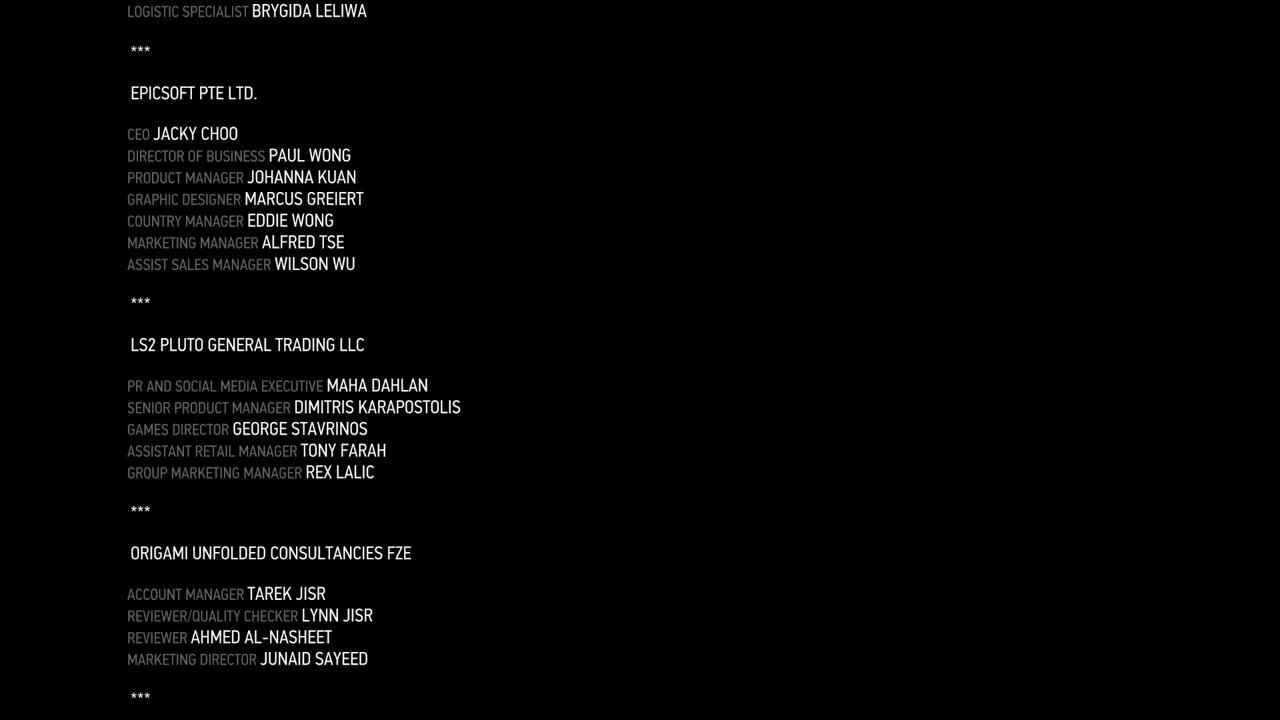 LOGISTIC SPECIALIST BRYGIDA LELIWA
***
EPICSOFT PTE LTD.
CEO JACKY CHOO
DIRECTOR OF BUSINESS PAUL WONG
PRODUCT MANAGER JOHANNA KUAN
GRAPHIC DESIGNER MARCUS GREIERT
COUNTRY MANAGER EDDIE WONG
MARKETING MANAGER ALFRED TSE
ASSIST SALES MANAGER WILSON WU
***
LS2 PLUTO GENERAL TRADING LLC
PR AND SOCIAL MEDIA EXECUTIVE MAHA DAHLAN
SENIOR PRODUCT MANAGER DIMITRIS KARAPOSTOLIS
GAMES DIRECTOR GEORGE STAVRINOS
ASSISTANT RETAIL MANAGER TONY FARAH
GROUP MARKETING MANAGER REX LALIC
***
ORIGAMI UNFOLDED CONSULTANCIES FZE
ACCOUNT MANAGER TAREK JISR
REVIEWER/QUALITY CHECKER LYNN JISR
REVIEWER AHMED AL-NASHEET
MARKETING DIRECTOR JUNAID SAYEED
***